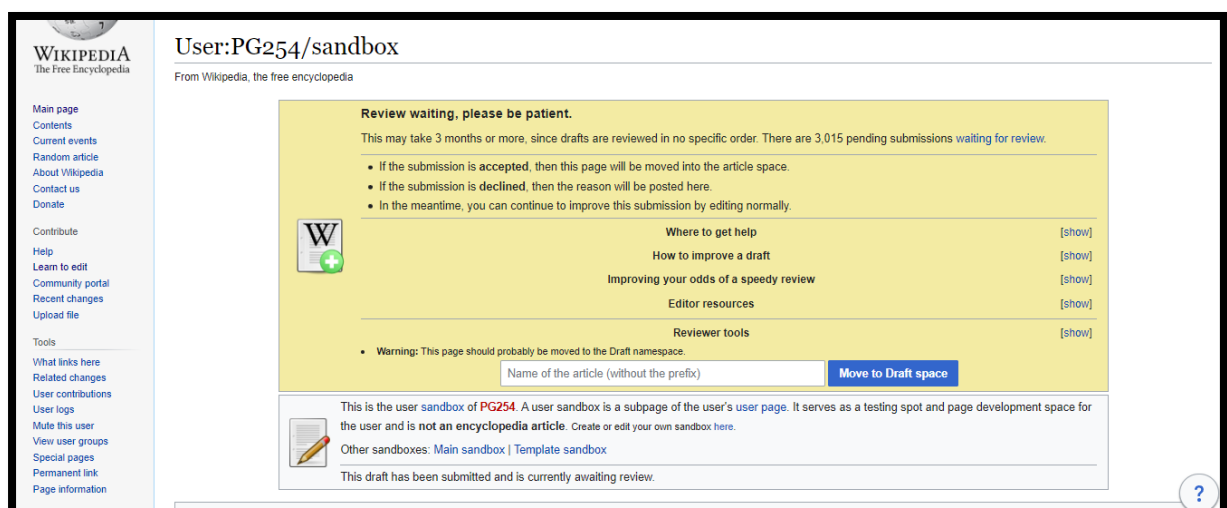 WIKIPEDIA
The Free Encyclopedia
Main page
Contents
Current events
Random article
About Wikipedia
Contact us
Donate
Contribute
Help
Learn to edit
Community portal
Recent changes
Upload file
Tools
What links here
Related changes
User contributions
User logs
Mute this user
View user groups
Special pages
Permanent link
Page information
User:PG254/sandbox
From Wikipedia, the free encyclopedia
Review waiting, please be patient.
This may take 3 months or more, since drafts are reviewed in no specific order. There are 3,015 pending submissions waiting for review.
• If the submission is accepted, then this page will be moved into the article space.
• If the submission is declined, then the reason will be posted here.
• In the meantime, you can continue to improve this submission by editing normally.
W
Where to get help [show]
How to improve a draft [show]
Improving your odds of a speedy review [show]
Editor resources [show]
Reviewer tools [show]
• Warning: This page should probably be moved to the Draft namespace.
Name of the article (without the prefix) Move to Draft space
This is the user sandbox of PG254. A user sandbox is a subpage of the user's user page. It serves as a testing spot and page development space for
the user and is not an encyclopedia article. Create or edit your own sandbox here.
Other sandboxes: Main sandbox | Template sandbox
This draft has been submitted and is currently awaiting review.
?